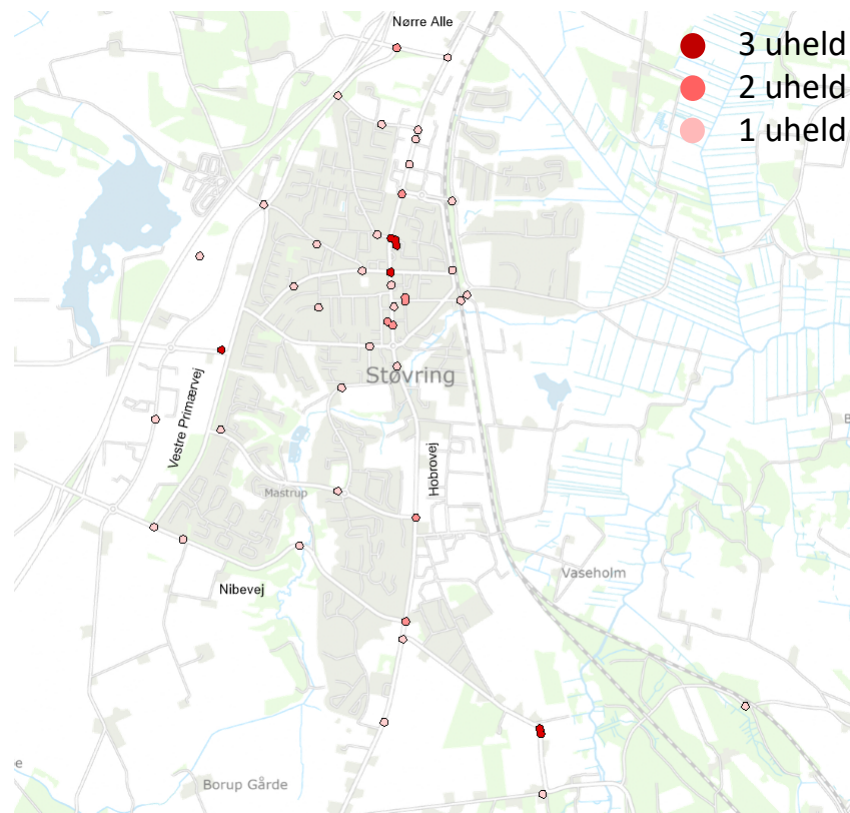 Nørre Alle
3 uheld
2 uheld
1 uheld
Støvring
Vestre Primærvej
Hobrovej
Mastrup
Vaseholm
Nibevej
Borup Gårde
e
B